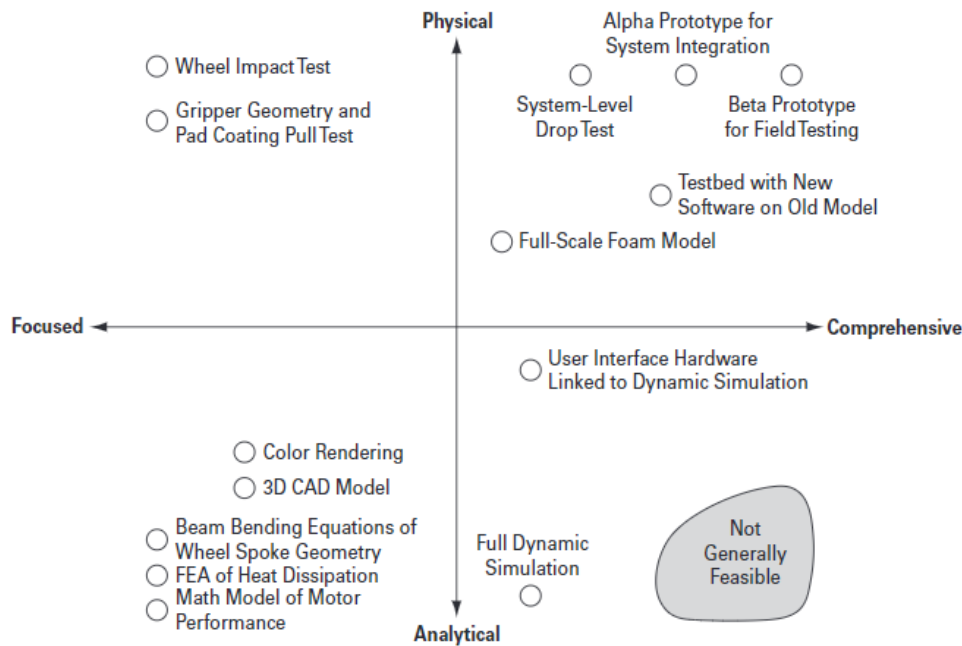 Physical
Alpha Prototype for
System Integration
Wheel Impact Test
Gripper Geometry and
Pad Coating Pull Test
System-Level
Drop Test
Beta Prototype
for Field Testing
Testbed with New
Software on Old Model
Full-Scale Foam Model
Focused
Comprehensive
User Interface Hardware
Linked to Dynamic Simulation
Color Rendering
3D CAD Model
Beam Bending Equations of
Wheel Spoke Geometry
FEA of Heat Dissipation
Math Model of Motor
Performance
Full Dynamic
Simulation
Not
Generally
Feasible
Analytical